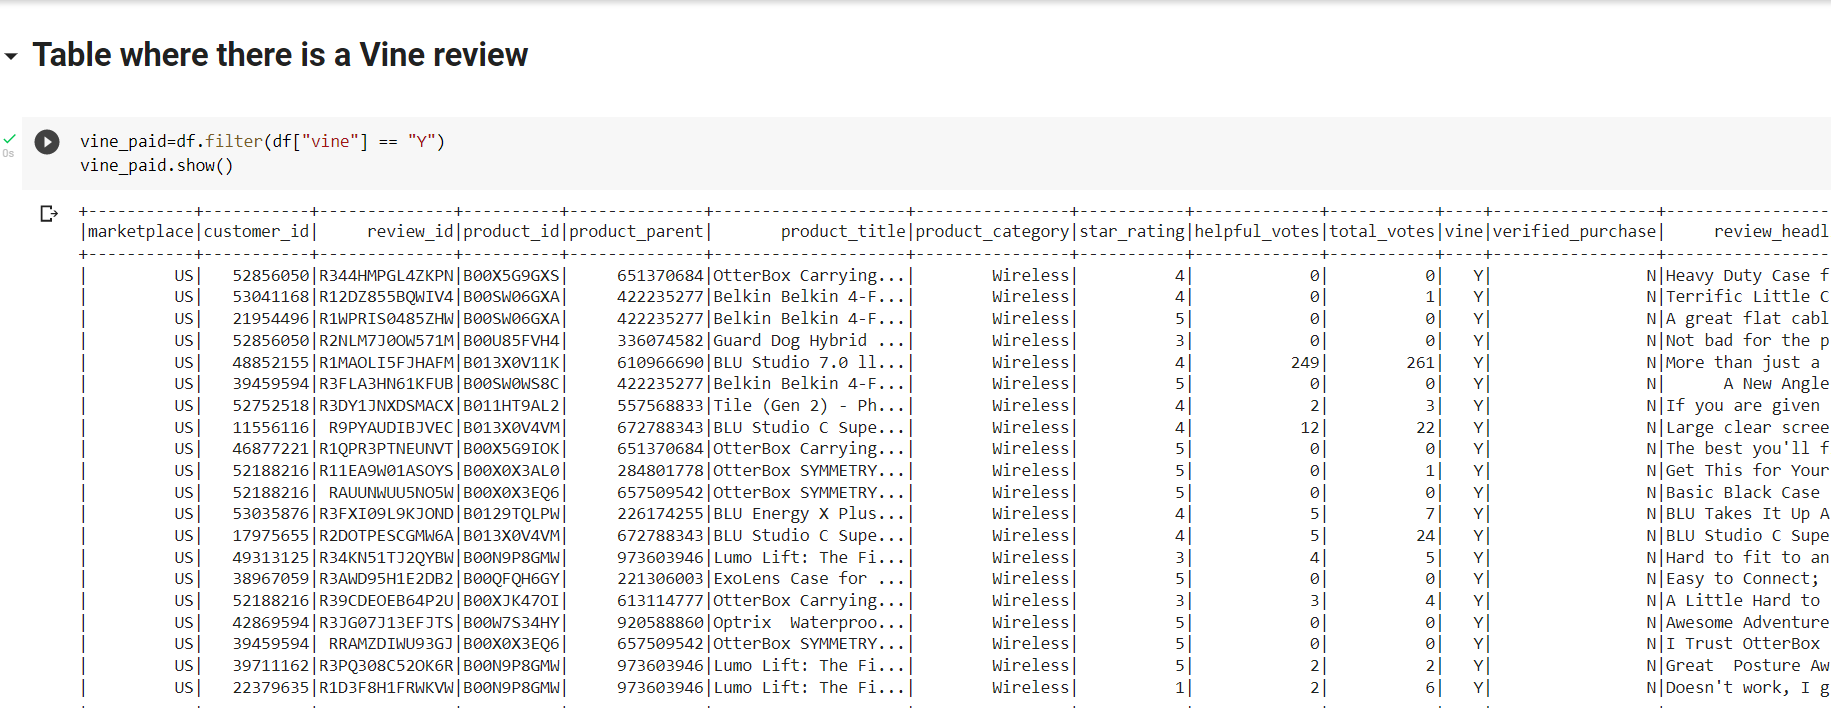 Table where there is a Vine review
0s
vine_paid=df.filter(df["vine"] == "Y")
vine_paid.show()
+-----------+-----------+--------------+----------+--------------+--------------------+----------------+-----------+-------------+-----------+----+-----------------+----------------
|marketplace|customer_id|     review_id|product_id|product_parent|       product_title|product_category|star_rating|helpful_votes|total_votes|vine|verified_purchase|     review_headl
+-----------+-----------+--------------+----------+--------------+--------------------+----------------+-----------+-------------+-----------+----+-----------------+----------------
|         US|   52856050|R344HMPGL4ZKPN|B00X5G9GXS|     651370684|OtterBox Carrying...|        Wireless|          4|            0|          0|   Y|                N|Heavy Duty Case f
|         US|   53041168|R12DZ855BQWIV4|B00SW06GXA|     422235277|Belkin Belkin 4-F...|        Wireless|          4|            0|          1|   Y|                N|Terrific Little C
|         US|   21954496|R1WPRIS0485ZHW|B00SW06GXA|     422235277|Belkin Belkin 4-F...|        Wireless|          5|            0|          0|   Y|                N|A great flat cabl
|         US|   52856050|R2NLM7J0OW571M|B00U85FVH4|     336074582|Guard Dog Hybrid ...|        Wireless|          3|            0|          0|   Y|                N|Not bad for the p
|         US|   48852155|R1MAOLI5FJHAFM|B013X0V11K|     610966690|BLU Studio 7.0 ll...|        Wireless|          4|          249|        261|   Y|                N|More than just a
|         US|   39459594|R3FLA3HN61KFUB|B00SW0WS8C|     422235277|Belkin Belkin 4-F...|        Wireless|          5|            0|          0|   Y|                N|      A New Angle
|         US|   52752518|R3DY1JNXDSMACX|B011HT9AL2|     557568833|Tile (Gen 2) - Ph...|        Wireless|          4|            2|          3|   Y|                N|If you are given
|         US|   11556116| R9PYAUDIBJVEC|B013X0V4VM|     672788343|BLU Studio C Supe...|        Wireless|          4|           12|         22|   Y|                N|Large clear scree
|         US|   46877221|R1QPR3PTNEUNVT|B00X5G9IOK|     651370684|OtterBox Carrying...|        Wireless|          5|            0|          0|   Y|                N|The best you'll f
|         US|   52188216|R11EA9W01ASOYS|B00X0X3AL0|     284801778|OtterBox SYMMETRY...|        Wireless|          5|            0|          1|   Y|                N|Get This for Your
|         US|   52188216| RAUUNWUU5NO5W|B00X0X3EQ6|     657509542|OtterBox SYMMETRY...|        Wireless|          5|            0|          0|   Y|                N|Basic Black Case
|         US|   53035876|R3FXI09L9KJOND|B0129TQLPW|     226174255|BLU Energy X Plus...|        Wireless|          4|            5|          7|   Y|                N|BLU Takes It Up A
|         US|   17975655|R2DOTPESCGMW6A|B013X0V4VM|     672788343|BLU Studio C Supe...|        Wireless|          4|            5|         24|   Y|                N|BLU Studio C Supe
|         US|   49313125|R34KN51TJ2QYBW|B00N9P8GMW|     973603946|Lumo Lift: The Fi...|        Wireless|          3|            4|          5|   Y|                N|Hard to fit to an
|         US|   38967059|R3AWD95H1E2DB2|B00QFQH6GY|     221306003|ExoLens Case for ...|        Wireless|          5|            0|          0|   Y|                N|Easy to Connect;
|         US|   52188216|R39CDEOEB64P2U|B00XJK47OI|     613114777|OtterBox Carrying...|        Wireless|          3|            3|          4|   Y|                N|A Little Hard to
|         US|   42869594|R3JG07J13EFJTS|B00W7S34HY|     920588860|Optrix  Waterproo...|        Wireless|          5|            0|          0|   Y|                N|Awesome Adventure
|         US|   39459594| RRAMZDIWU93GJ|B00X0X3EQ6|     657509542|OtterBox SYMMETRY...|        Wireless|          5|            0|          0|   Y|                N|I Trust OtterBox
|         US|   39711162|R3PQ308C52OK6R|B00N9P8GMW|     973603946|Lumo Lift: The Fi...|        Wireless|          5|            2|          2|   Y|                N|Great  Posture Aw
|         US|   22379635|R1D3F8H1FRWKVW|B00N9P8GMW|     973603946|Lumo Lift: The Fi...|        Wireless|          1|            2|          6|   Y|                N|Doesn't work, I g